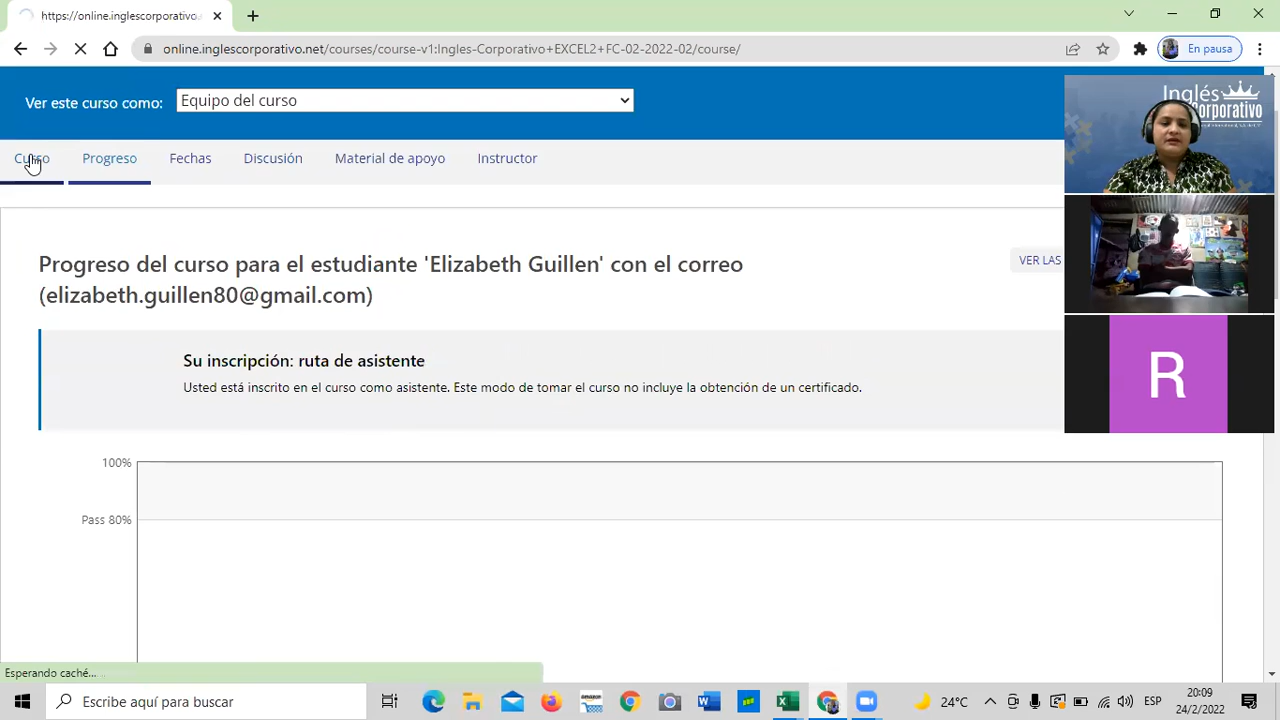 https://online.inglescorporativo.
online.inglescorporativo.net/courses/course-v1:Ingles-Corporativo+EXCEL2+FC-02-2022-02/course/
En pausa
Ver este curso como:
Equipo del curso
Inglés
Corporativo
Curso
Progreso
Fechas
Discusión
Material de apoyo
Instructor
Progreso del curso para el estudiante 'Elizabeth Guillen' con el correo
(elizabeth.guillen80@gmail.com)
VER LAS
Su inscripción: ruta de asistente
Usted está inscrito en el curso como asistente. Este modo de tomar el curso no incluye la obtención de un certificado.
R
100%
Pass 80%
Esperando caché...
Escribe aquí para buscar
amazon
24°C
ESP
20:09
24/2/2022